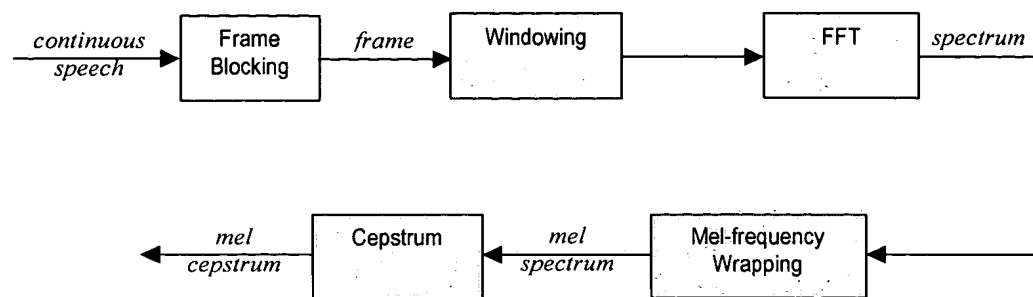 continuous
speech
Frame
Blocking
frame
Windowing
FFT
spectrum
mel
cepstrum
Cepstrum
mel
spectrum
Mel-frequency
Wrapping